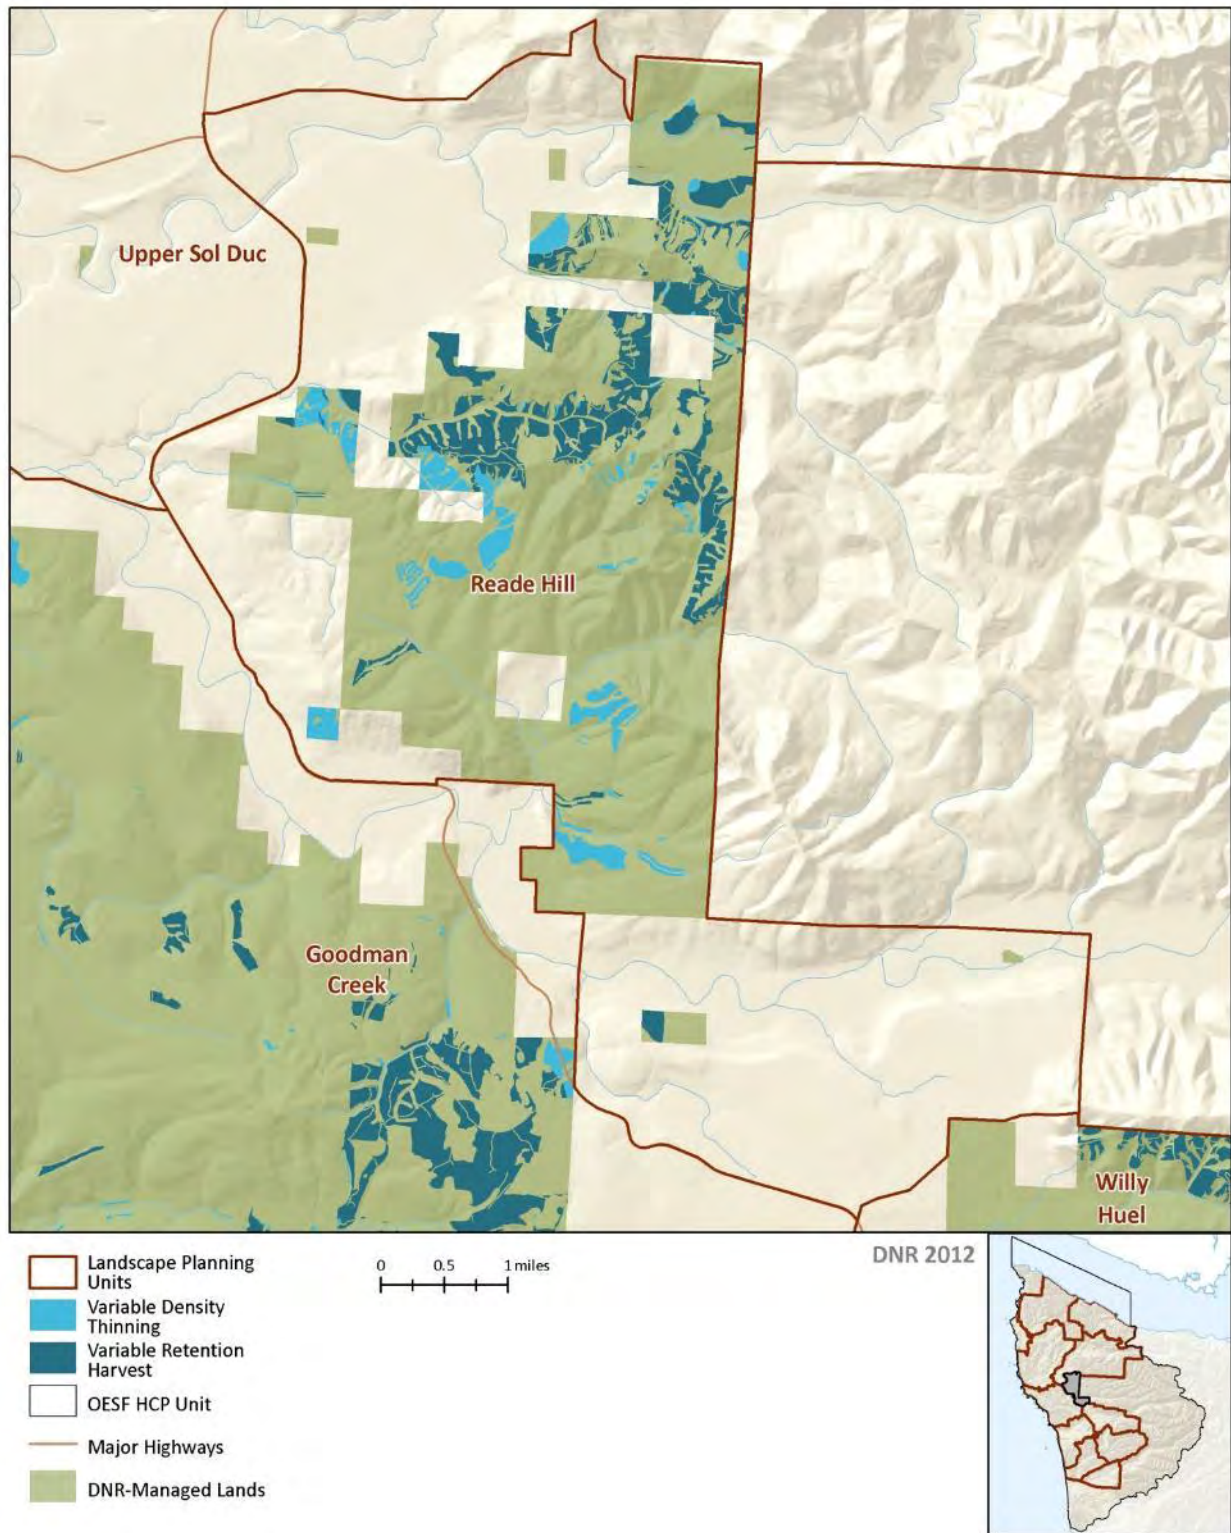 Upper Sol Duc
Reade Hill
Goodman
Creek
Willy
Huel
Landscape Planning
Units
Variable Density
Thinning
Variable Retention
Harvest
OESF HCP Unit
Major Highways
DNR-Managed Lands
0 0.5 1 miles
DNR 2012